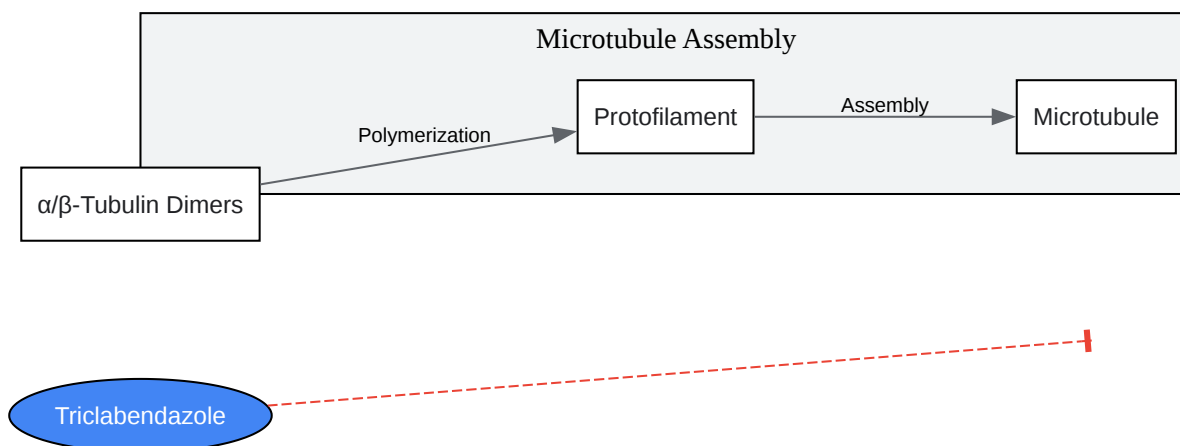 Microtubule Assembly
Polymerization
Protofilament
Assembly
Microtubule
α/β-Tubulin Dimers
Triclabendazole